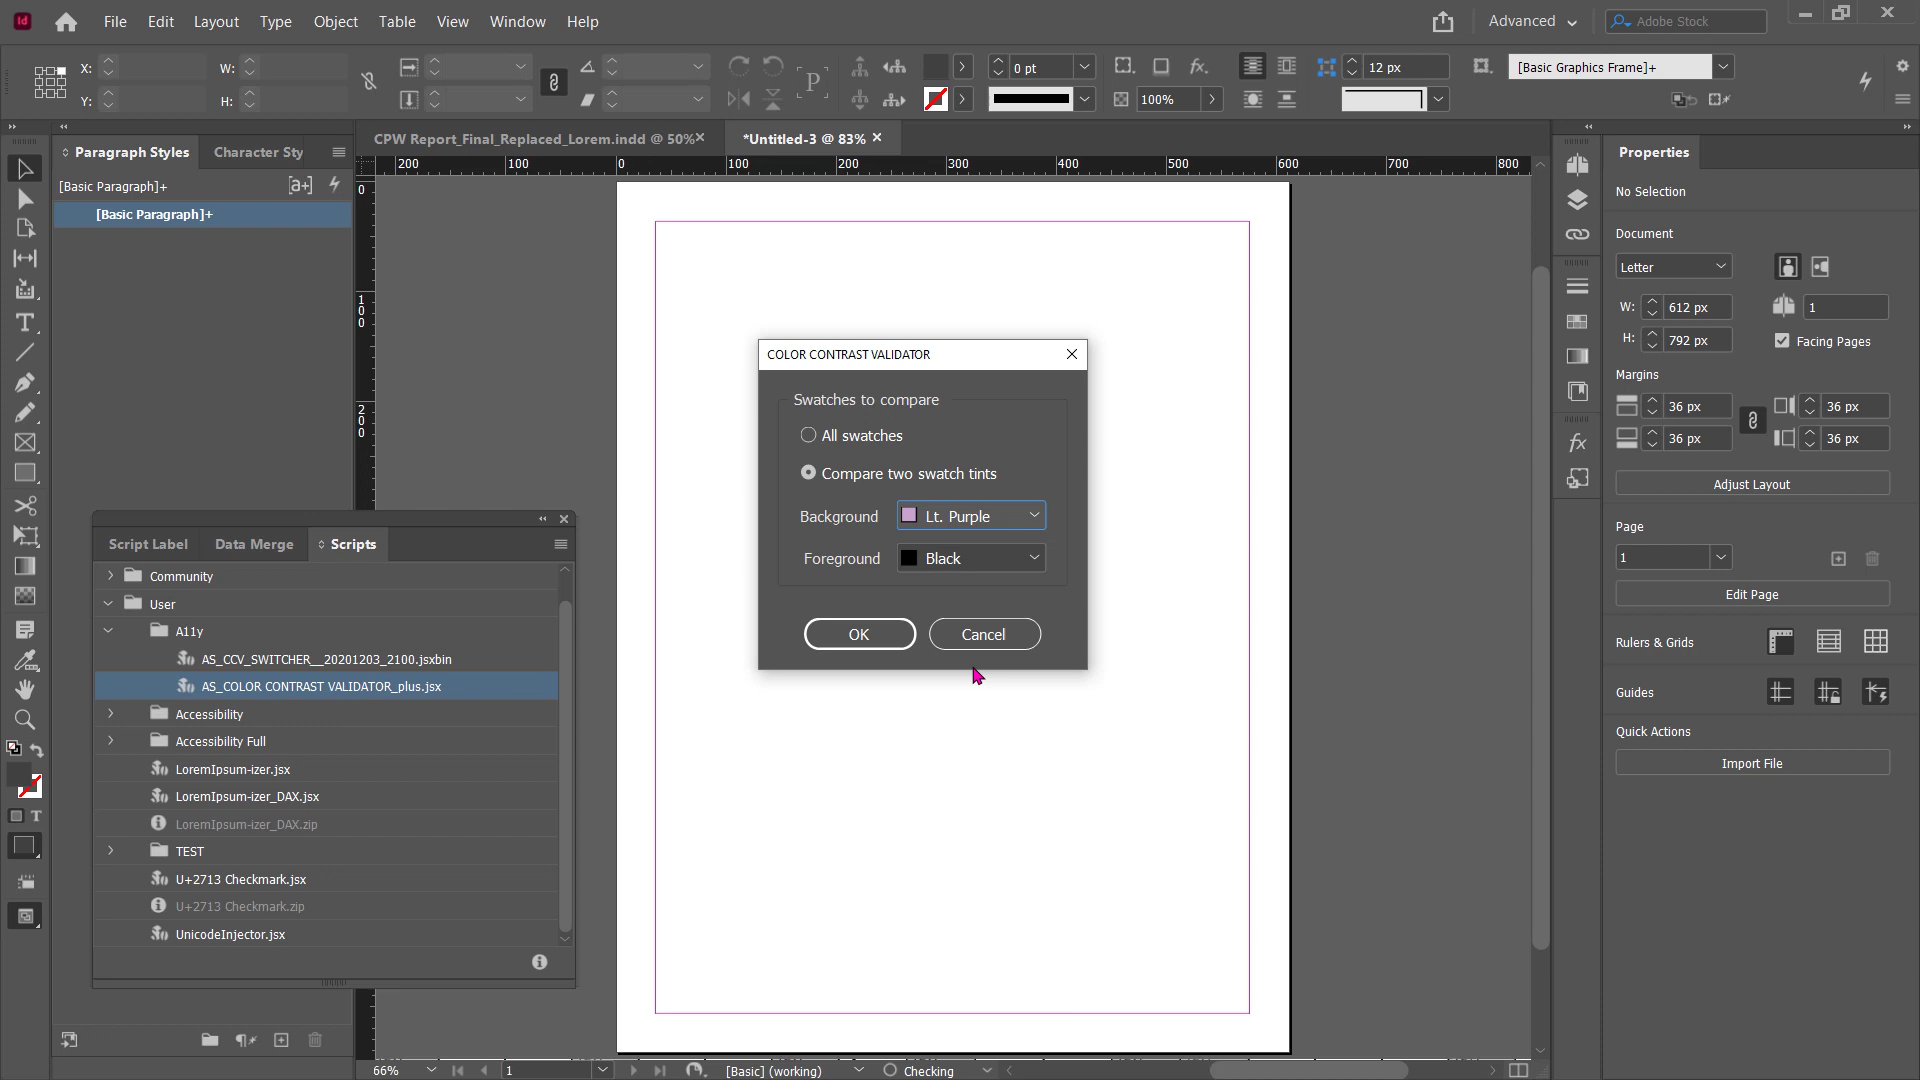 Id
File Edit Layout Type Object Table View Window Help
Advanced
Adobe Stock
X: W: 0 pt 12 px [Basic Graphics Frame]+
Y: H: 100%
P
fx
Paragraph Styles Character Sty
[Basic Paragraph]+ [a+]
[Basic Paragraph]+
CPW Report_Final_Replaced_Lorem.indd @ 50%
*Untitled-3 @ 83%
200 100 0 100 200 300 400 500 600 700 800
0
100
200
COLOR CONTRAST VALIDATOR
Swatches to compare
All swatches
Compare two swatch tints
Background Lt. Purple
Foreground Black
OK Cancel
Script Label Data Merge Scripts
Community
User
A11y
AS_CCV_SWITCHER__20201203_2100.jsxbin
AS_COLOR CONTRAST VALIDATOR_plus.jsx
Accessibility
Accessibility Full
LoremIpsum-izer.jsx
LoremIpsum-izer_DAX.jsx
LoremIpsum-izer_DAX.zip
TEST
U+2713 Checkmark.jsx
U+2713 Checkmark.zip
UnicodeInjector.jsx
Properties
No Selection
Document
Letter
W: 612 px 1
H: 792 px Facing Pages
Margins
36 px 36 px
36 px 36 px
Adjust Layout
Page
1
Edit Page
Rulers & Grids
Guides
Quick Actions
Import File
fx
66% 1 [Basic] (working) Checking